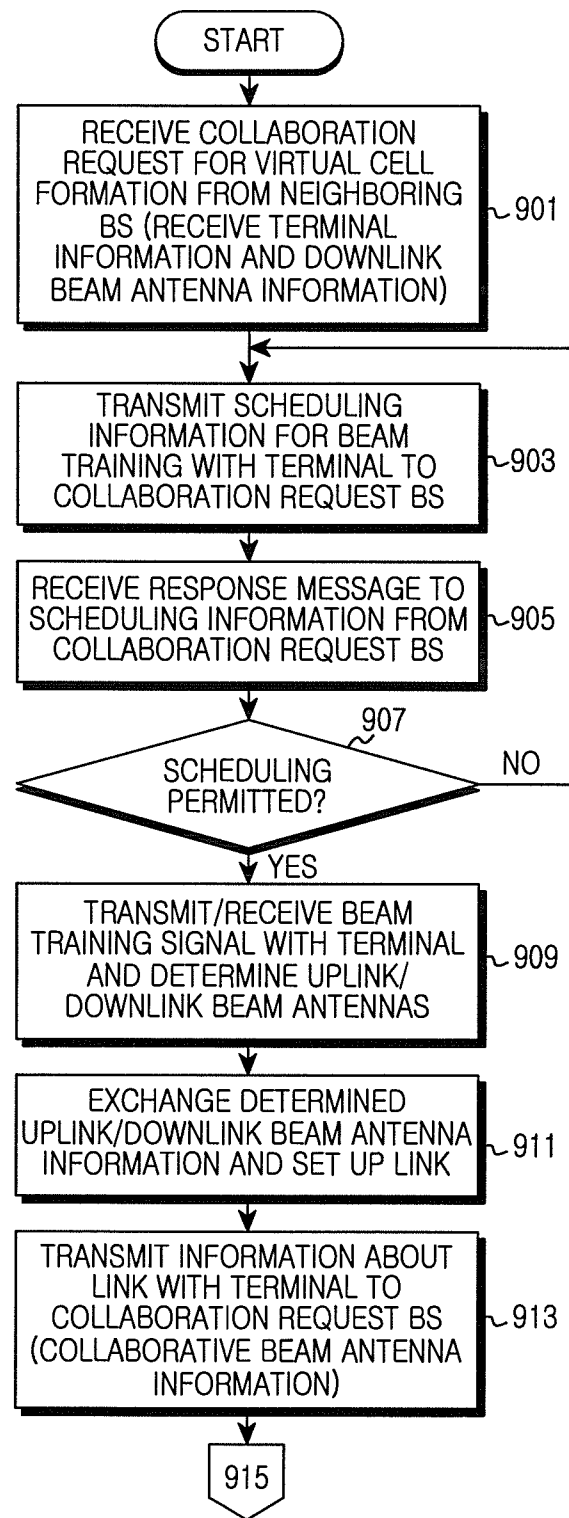 START
RECEIVE COLLABORATION
REQUEST FOR VIRTUAL CELL
FORMATION FROM NEIGHBORING
BS (RECEIVE TERMINAL
INFORMATION AND DOWNLINK
BEAM ANTENNA INFORMATION)
901
TRANSMIT SCHEDULING
INFORMATION FOR BEAM
TRAINING WITH TERMINAL TO
COLLABORATION REQUEST BS
903
RECEIVE RESPONSE MESSAGE TO
SCHEDULING INFORMATION FROM
COLLABORATION REQUEST BS
905
907
SCHEDULING
PERMITTED?
NO
YES
TRANSMIT/RECEIVE BEAM
TRAINING SIGNAL WITH TERMINAL
AND DETERMINE UPLINK/
DOWNLINK BEAM ANTENNAS
909
EXCHANGE DETERMINED
UPLINK/DOWNLINK BEAM ANTENNA
INFORMATION AND SET UP LINK
911
TRANSMIT INFORMATION ABOUT
LINK WITH TERMINAL TO
COLLABORATION REQUEST BS
(COLLABORATIVE BEAM ANTENNA
INFORMATION)
913
915